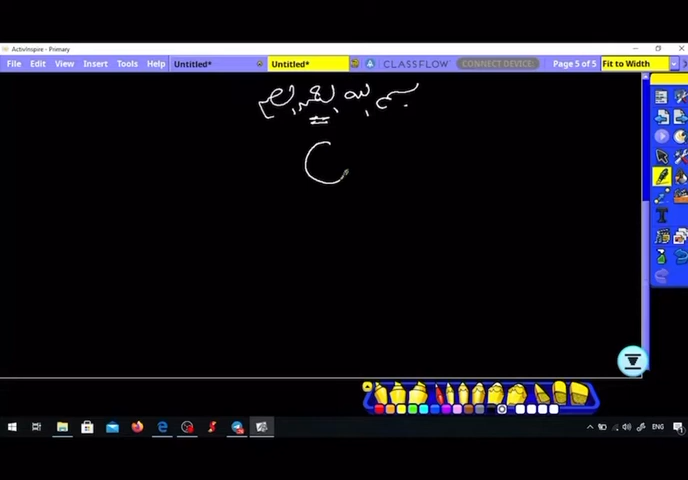 ActivInspire - Primary
File Edit View Insert Tools Help Untitled* Untitled* CLASSFLOW CONNECT DEVICE Page 5 of 5 Fit to Width
بسم الله الرحمن الرحيم
C
T
ENG